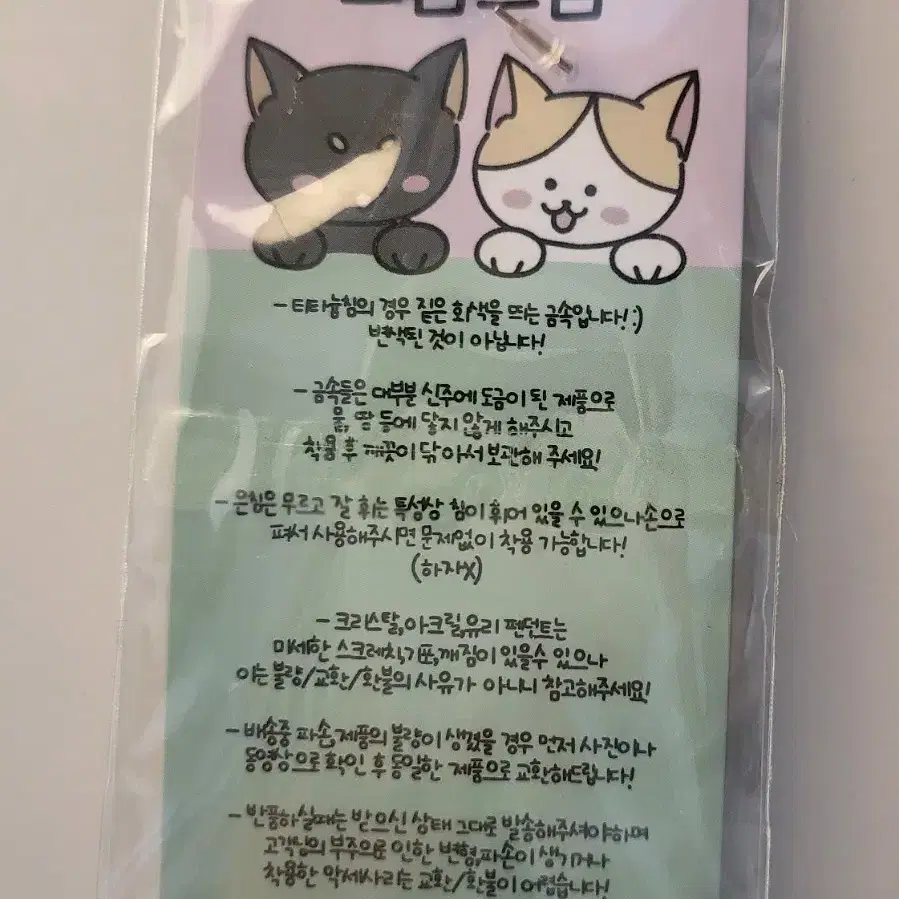 - 티타늄침의 경우 짙은 회색을 띄는 금속입니다! :)
변색된 것이 아닙니다!
- 금속들은 대부분 신주에 도금이 된 제품으로
물, 땀 등에 닿지 않게 해주시고
착용 후 깨끗이 닦아서 보관해 주세요!
- 은침은 무르고 잘 휘는 특성상 침이 휘어 있을 수 있으나 손으로
펴서 사용해주시면 문제없이 착용 가능합니다!
(하자X)
- 크리스탈,아크릴,유리 펜던트는
미세한 스크레치,기포,깨짐이 있을수 있으나
이는 불량/교환/환불의 사유가 아니니 참고해주세요!
- 배송중 파손,제품의 불량이 생겼을 경우 먼저 사진이나
동영상으로 확인 후 동일한 제품으로 교환해드립니다!
- 반품하실때는 받으신 상태 그대로 발송해주셔야하며
고객님의 부주의로 인한 변형,파손이 생기거나
착용한 악세사리는 교환/환불이 어렵습니다!